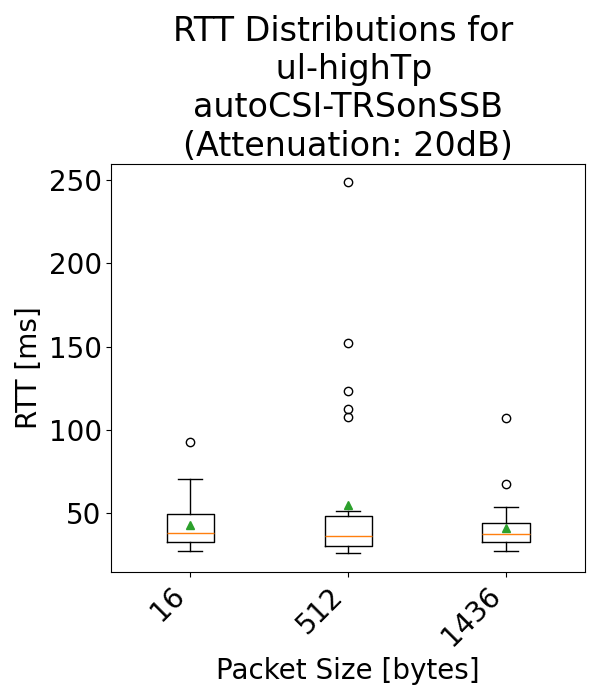 RTT Distributions for
ul-highTp
autoCSI-TRSonSSB
(Attenuation: 20dB)
250
200
150
100
50
RTT [ms]
16
512
1436
Packet Size [bytes]